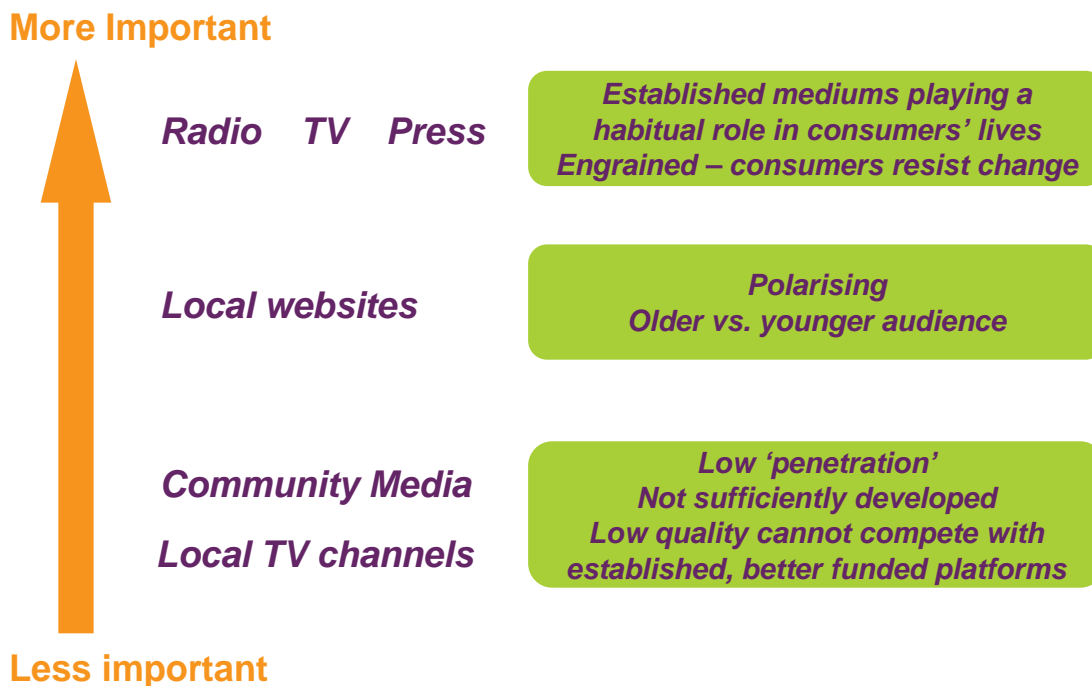 More Important
Radio TV Press
Established mediums playing a
habitual role in consumers’ lives
Engrained – consumers resist change
Local websites
Polarising
Older vs. younger audience
Community Media
Local TV channels
Low ‘penetration’
Not sufficiently developed
Low quality cannot compete with
established, better funded platforms
Less important